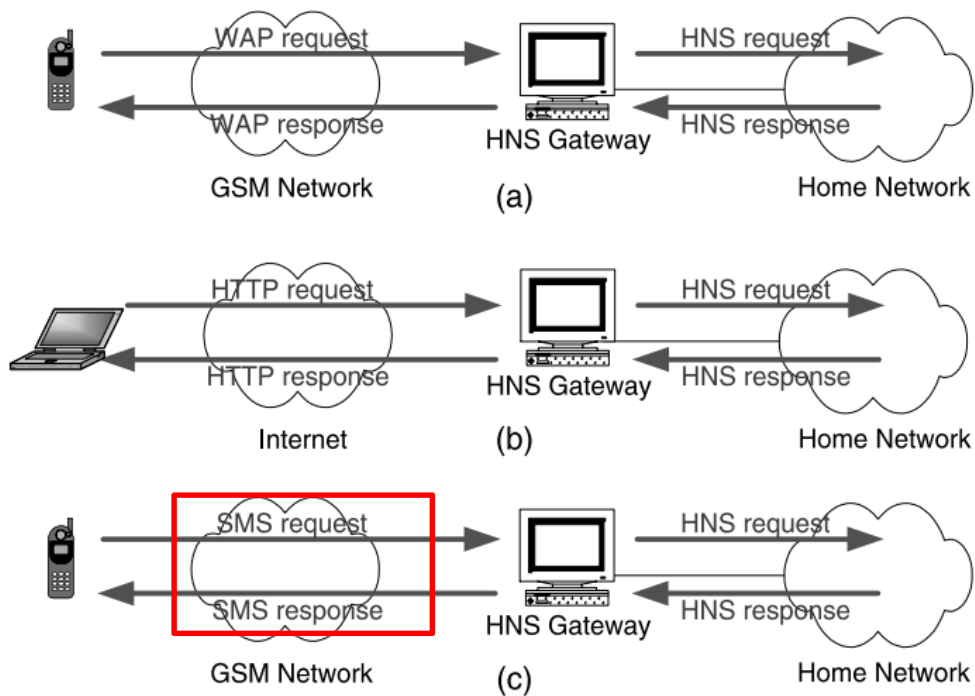 WAP request
HNS request
WAP response
HNS response
HNS Gateway
GSM Network
Home Network
(a)
HTTP request
HNS request
HTTP response
HNS response
HNS Gateway
Internet
Home Network
(b)
SMS request
HNS request
SMS response
HNS response
HNS Gateway
GSM Network
Home Network
(c)